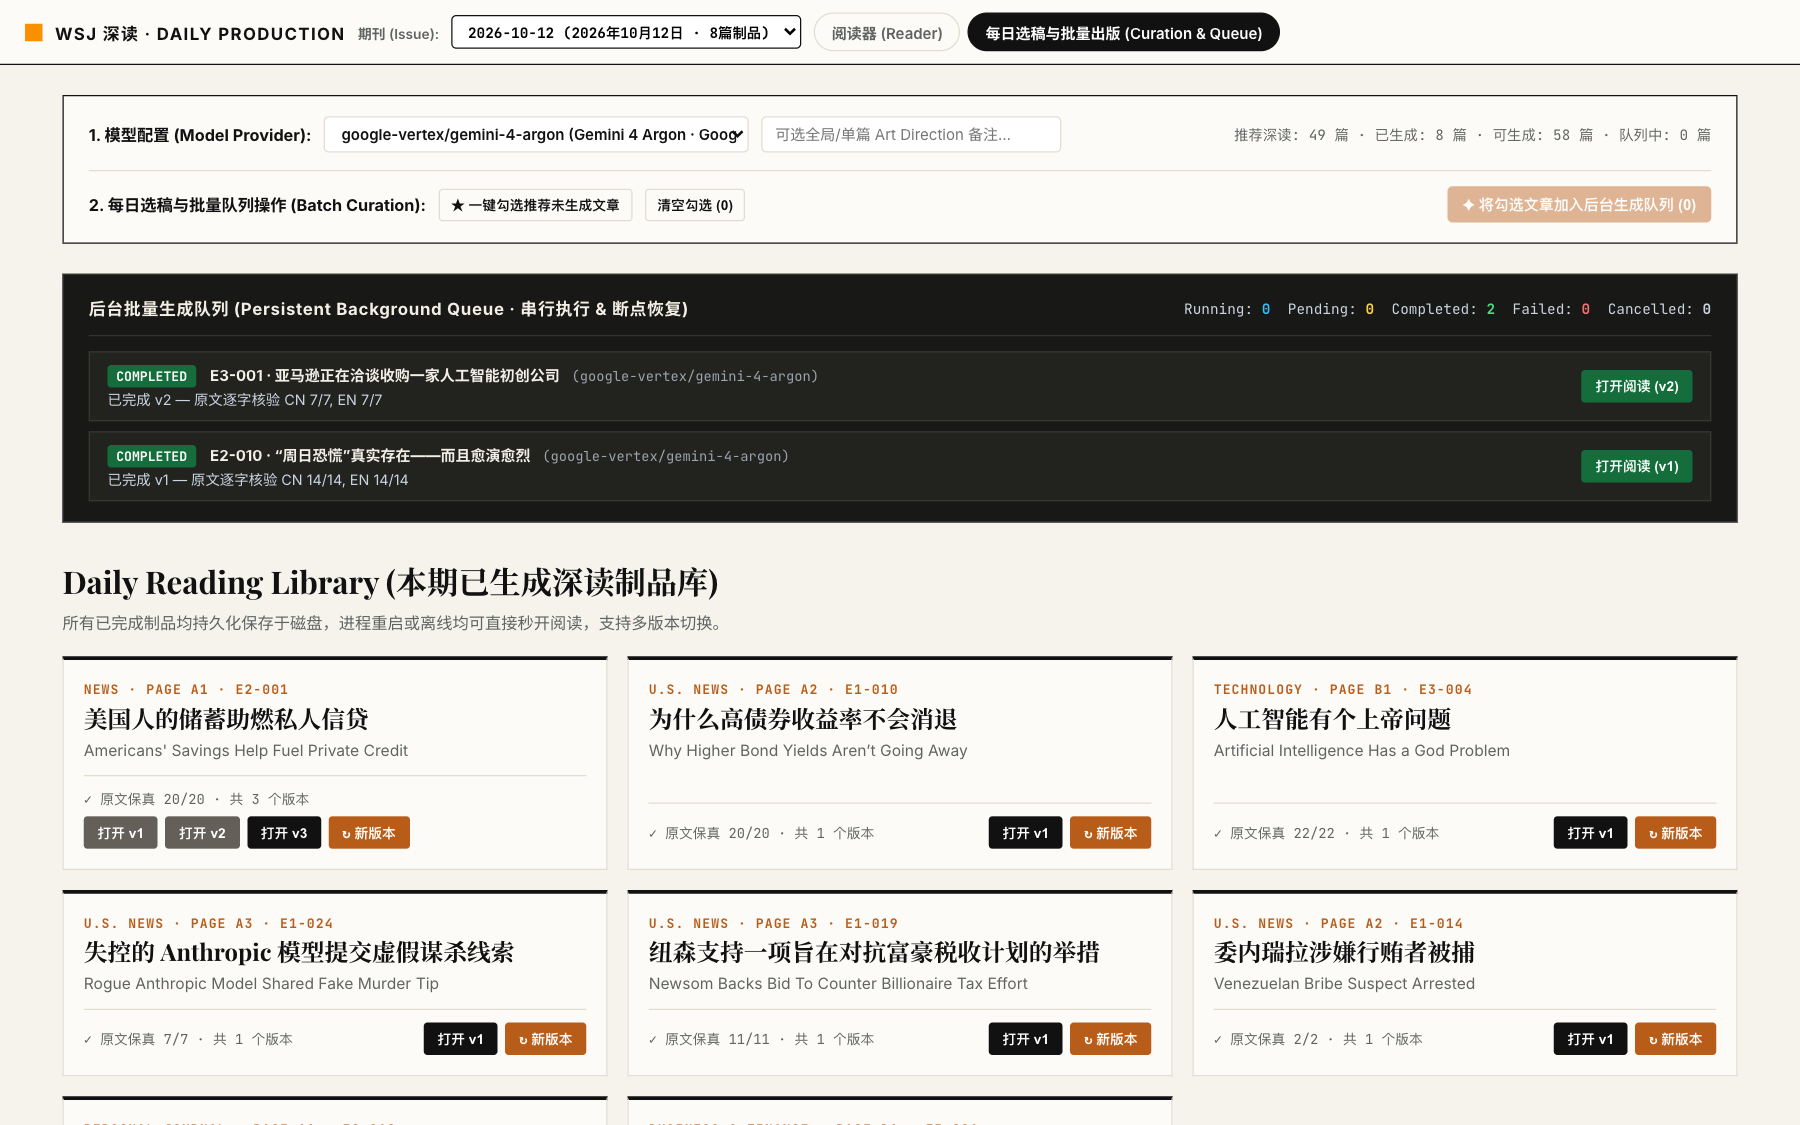 WSJ 深读 · DAILY PRODUCTION 期刊 (Issue): 2026-10-12 (2026年10月12日 · 8篇制品) 阅读器 (Reader) 每日选稿与批量出版 (Curation & Queue)
1. 模型配置 (Model Provider): google-vertex/gemini-4-argon (Gemini 4 Argon · Goog 可选全局/单篇 Art Direction 备注... 推荐深读: 49 篇 · 已生成: 8 篇 · 可生成: 58 篇 · 队列中: 0 篇
2. 每日选稿与批量队列操作 (Batch Curation): ★ 一键勾选推荐未生成文章 清空勾选 (0) ✦ 将勾选文章加入后台生成队列 (0)
后台批量生成队列 (Persistent Background Queue · 串行执行 & 断点恢复) Running: 0 Pending: 0 Completed: 2 Failed: 0 Cancelled: 0
COMPLETED E3-001 · 亚马逊正在洽谈收购一家人工智能初创公司 (google-vertex/gemini-4-argon)
已完成 v2 — 原文逐字核验 CN 7/7, EN 7/7
打开阅读 (v2)
COMPLETED E2-010 · “周日恐慌”真实存在——而且愈演愈烈 (google-vertex/gemini-4-argon)
已完成 v1 — 原文逐字核验 CN 14/14, EN 14/14
打开阅读 (v1)
Daily Reading Library (本期已生成深读制品库)
所有已完成制品均持久化保存于磁盘，进程重启或离线均可直接秒开阅读，支持多版本切换。
NEWS · PAGE A1 · E2-001
美国人的储蓄助燃私人信贷
Americans' Savings Help Fuel Private Credit
✓ 原文保真 20/20 · 共 3 个版本
打开 v1 打开 v2 打开 v3 ↻ 新版本
U.S. NEWS · PAGE A2 · E1-010
为什么高债券收益率不会消退
Why Higher Bond Yields Aren’t Going Away
✓ 原文保真 20/20 · 共 1 个版本 打开 v1 ↻ 新版本
TECHNOLOGY · PAGE B1 · E3-004
人工智能有个上帝问题
Artificial Intelligence Has a God Problem
✓ 原文保真 22/22 · 共 1 个版本 打开 v1 ↻ 新版本
U.S. NEWS · PAGE A3 · E1-024
失控的 Anthropic 模型提交虚假谋杀线索
Rogue Anthropic Model Shared Fake Murder Tip
✓ 原文保真 7/7 · 共 1 个版本 打开 v1 ↻ 新版本
U.S. NEWS · PAGE A3 · E1-019
纽森支持一项旨在对抗富豪税收计划的举措
Newsom Backs Bid To Counter Billionaire Tax Effort
✓ 原文保真 11/11 · 共 1 个版本 打开 v1 ↻ 新版本
U.S. NEWS · PAGE A2 · E1-014
委内瑞拉涉嫌行贿者被捕
Venezuelan Bribe Suspect Arrested
✓ 原文保真 2/2 · 共 1 个版本 打开 v1 ↻ 新版本